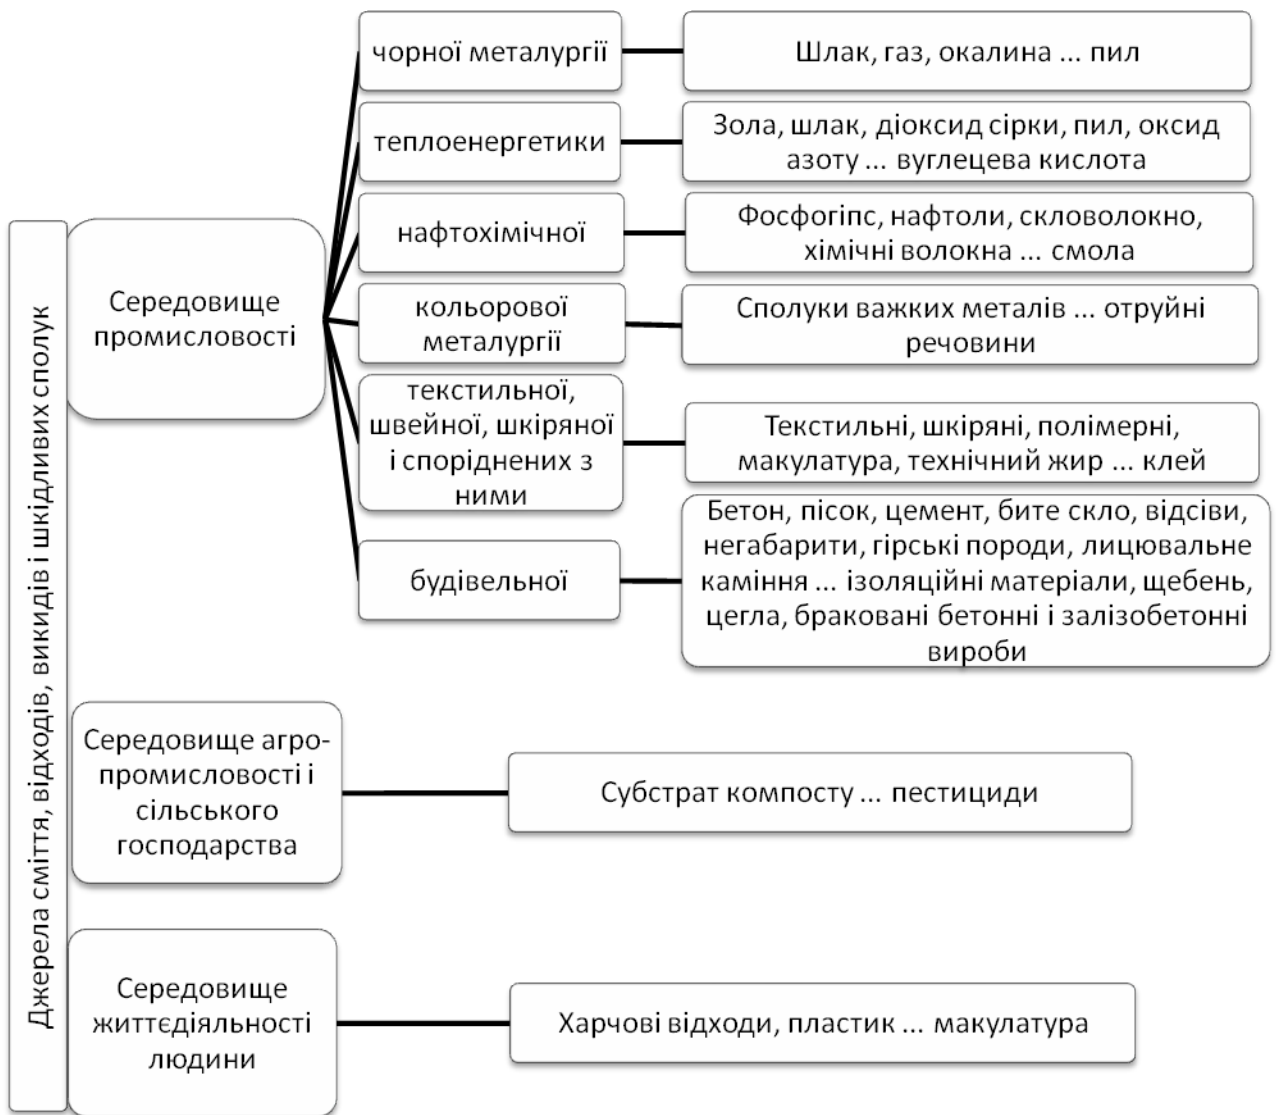 Джерела сміття, відходів, викидів і шкідливих сполук
Середовище
промисловості
чорної металургії
Шлак, газ, окалина ... пил
теплоенергетики
Зола, шлак, діоксид сірки, пил, оксид
азоту ... вуглецева кислота
нафтохімічної
Фосфогіпс, нафтоли, скловолокно,
хімічні волокна ... смола
кольорової
металургії
Сполуки важких металів ... отруйні
речовини
текстильної,
швейної, шкіряної
і споріднених з
ними
Текстильні, шкіряні, полімерні,
макулатура, технічний жир ... клей
будівельної
Бетон, пісок, цемент, бите скло, відсіви,
негабарити, гірські породи, лицювальне
каміння ... ізоляційні матеріали, щебень,
цегла, браковані бетонні і залізобетонні
вироби
Середовище агро-
промисловості і
сільського
господарства
Субстрат компосту ... пестициди
Середовище
життєдіяльності
людини
Харчові відходи, пластик ... макулатура